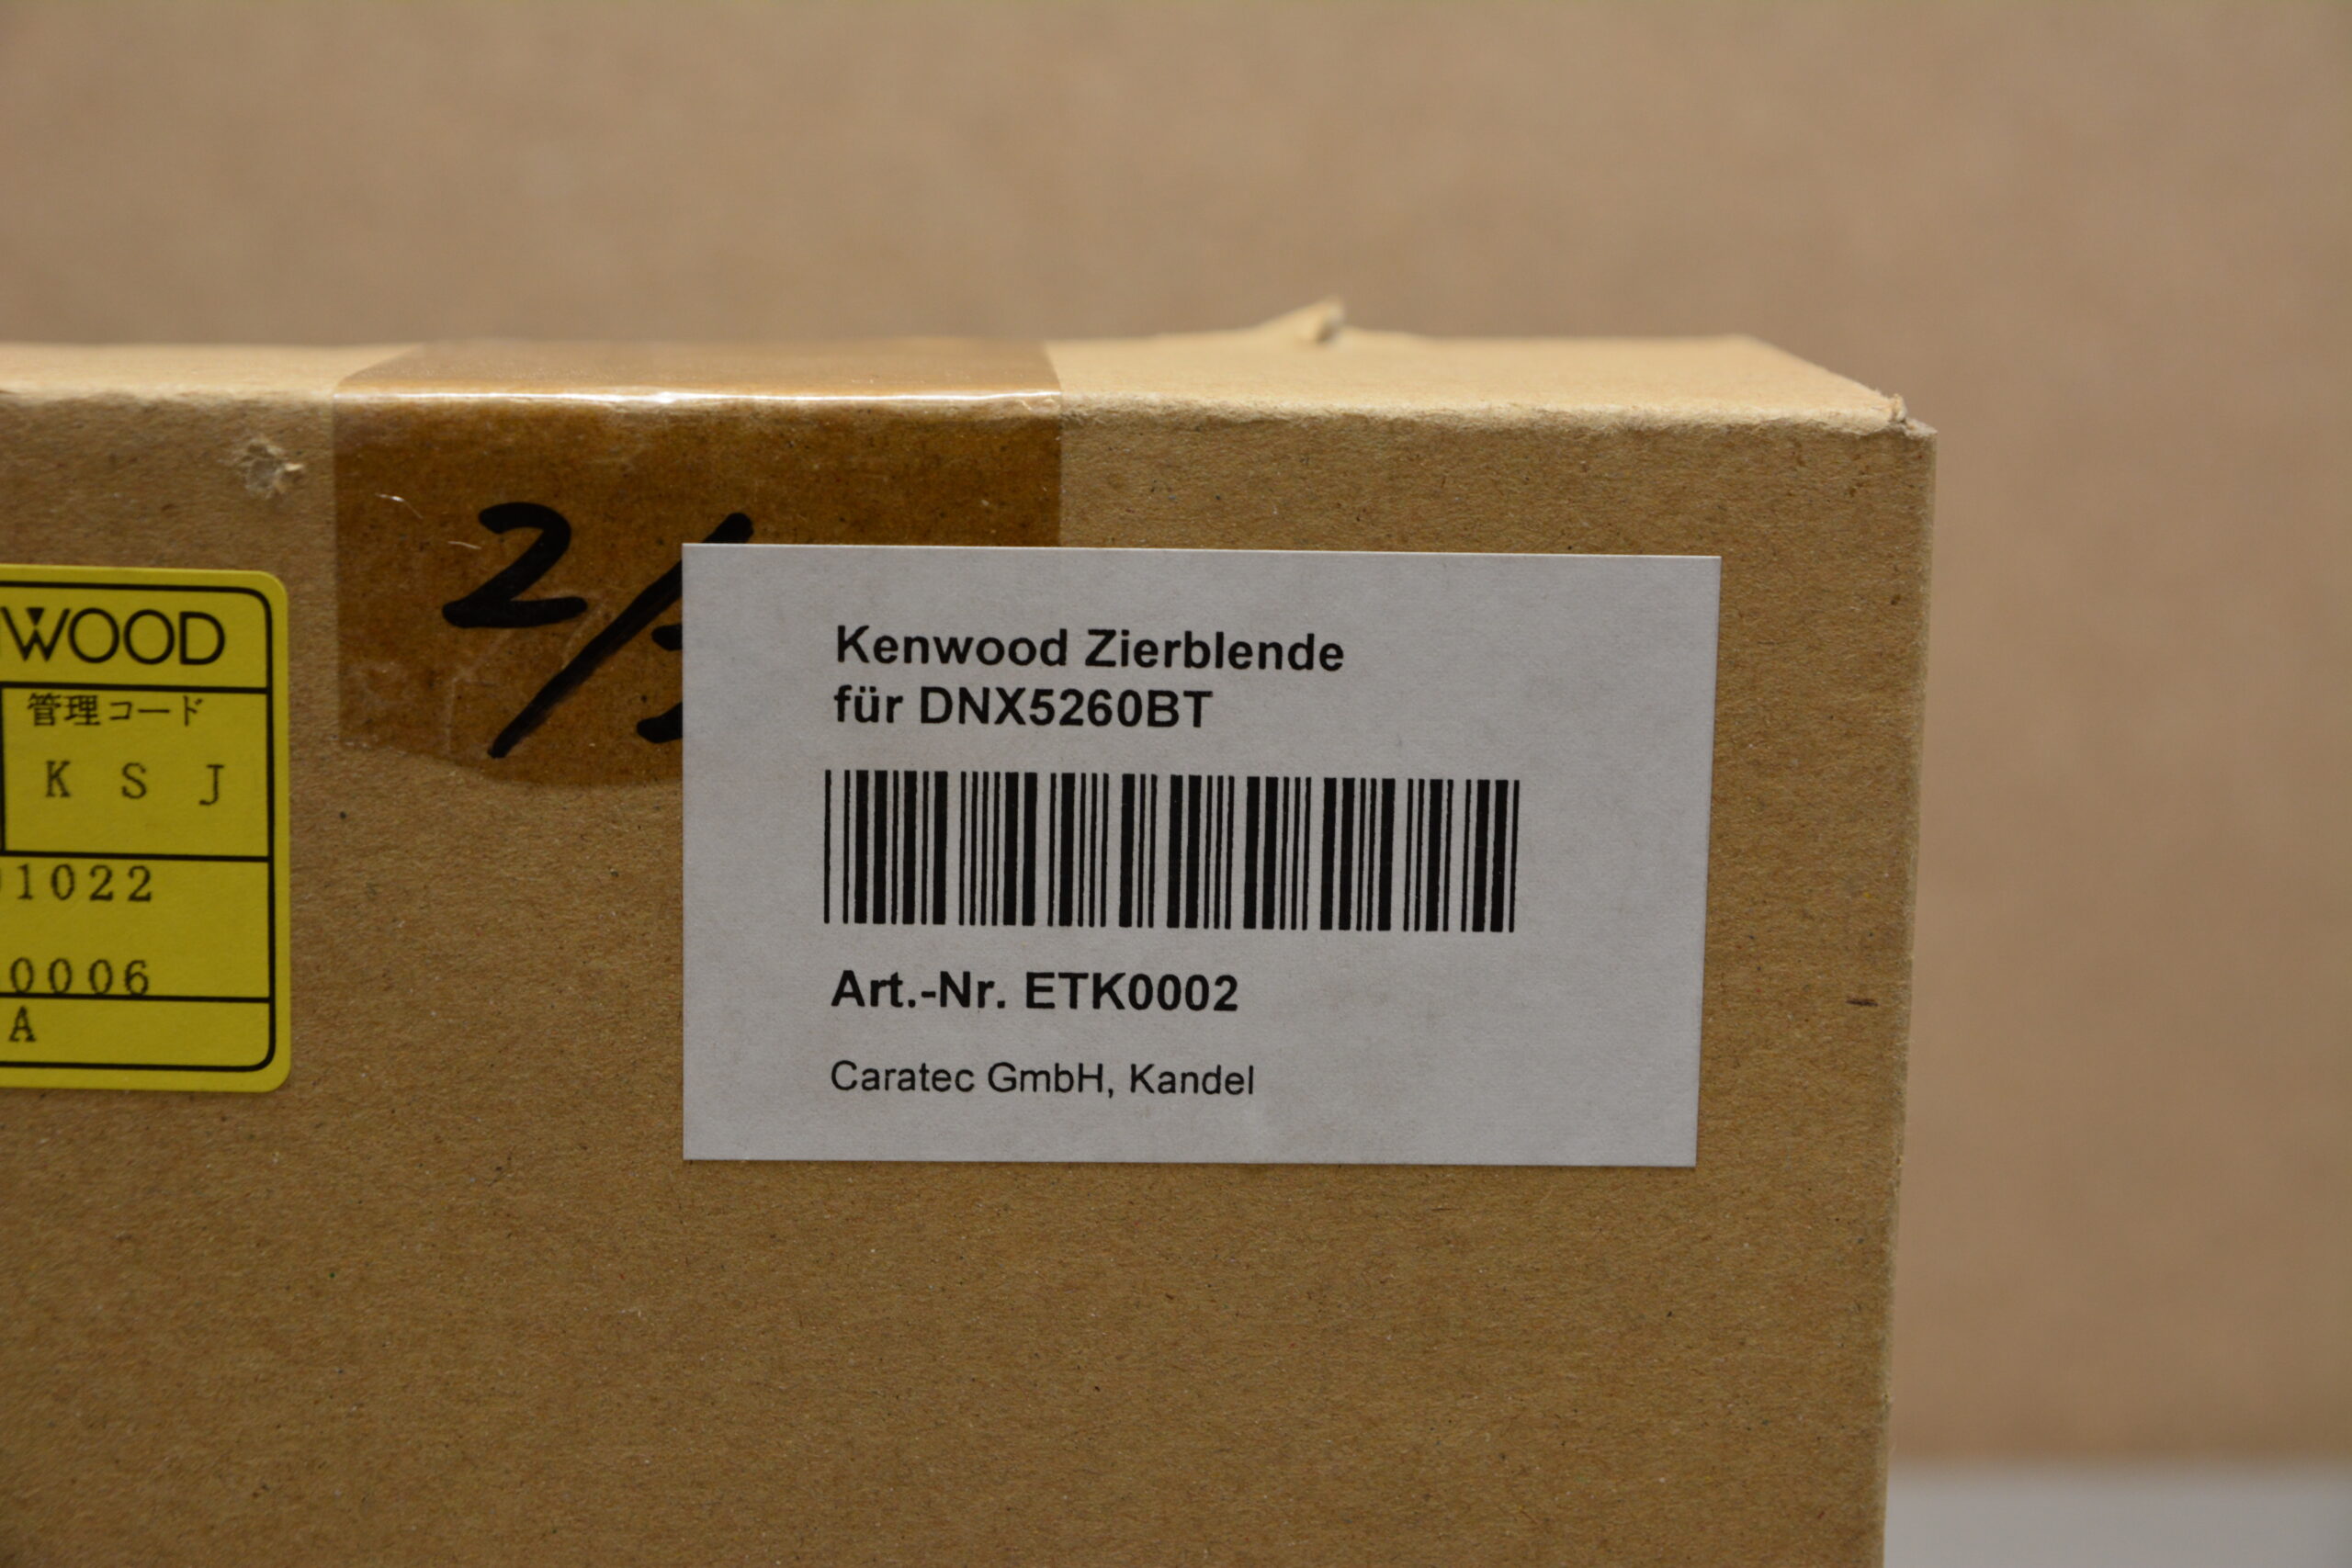 2/
WOOD
管理コード
K S J
1022
0006
A
Kenwood Zierblende
für DNX5260BT
Art.-Nr. ETK0002
Caratec GmbH, Kandel